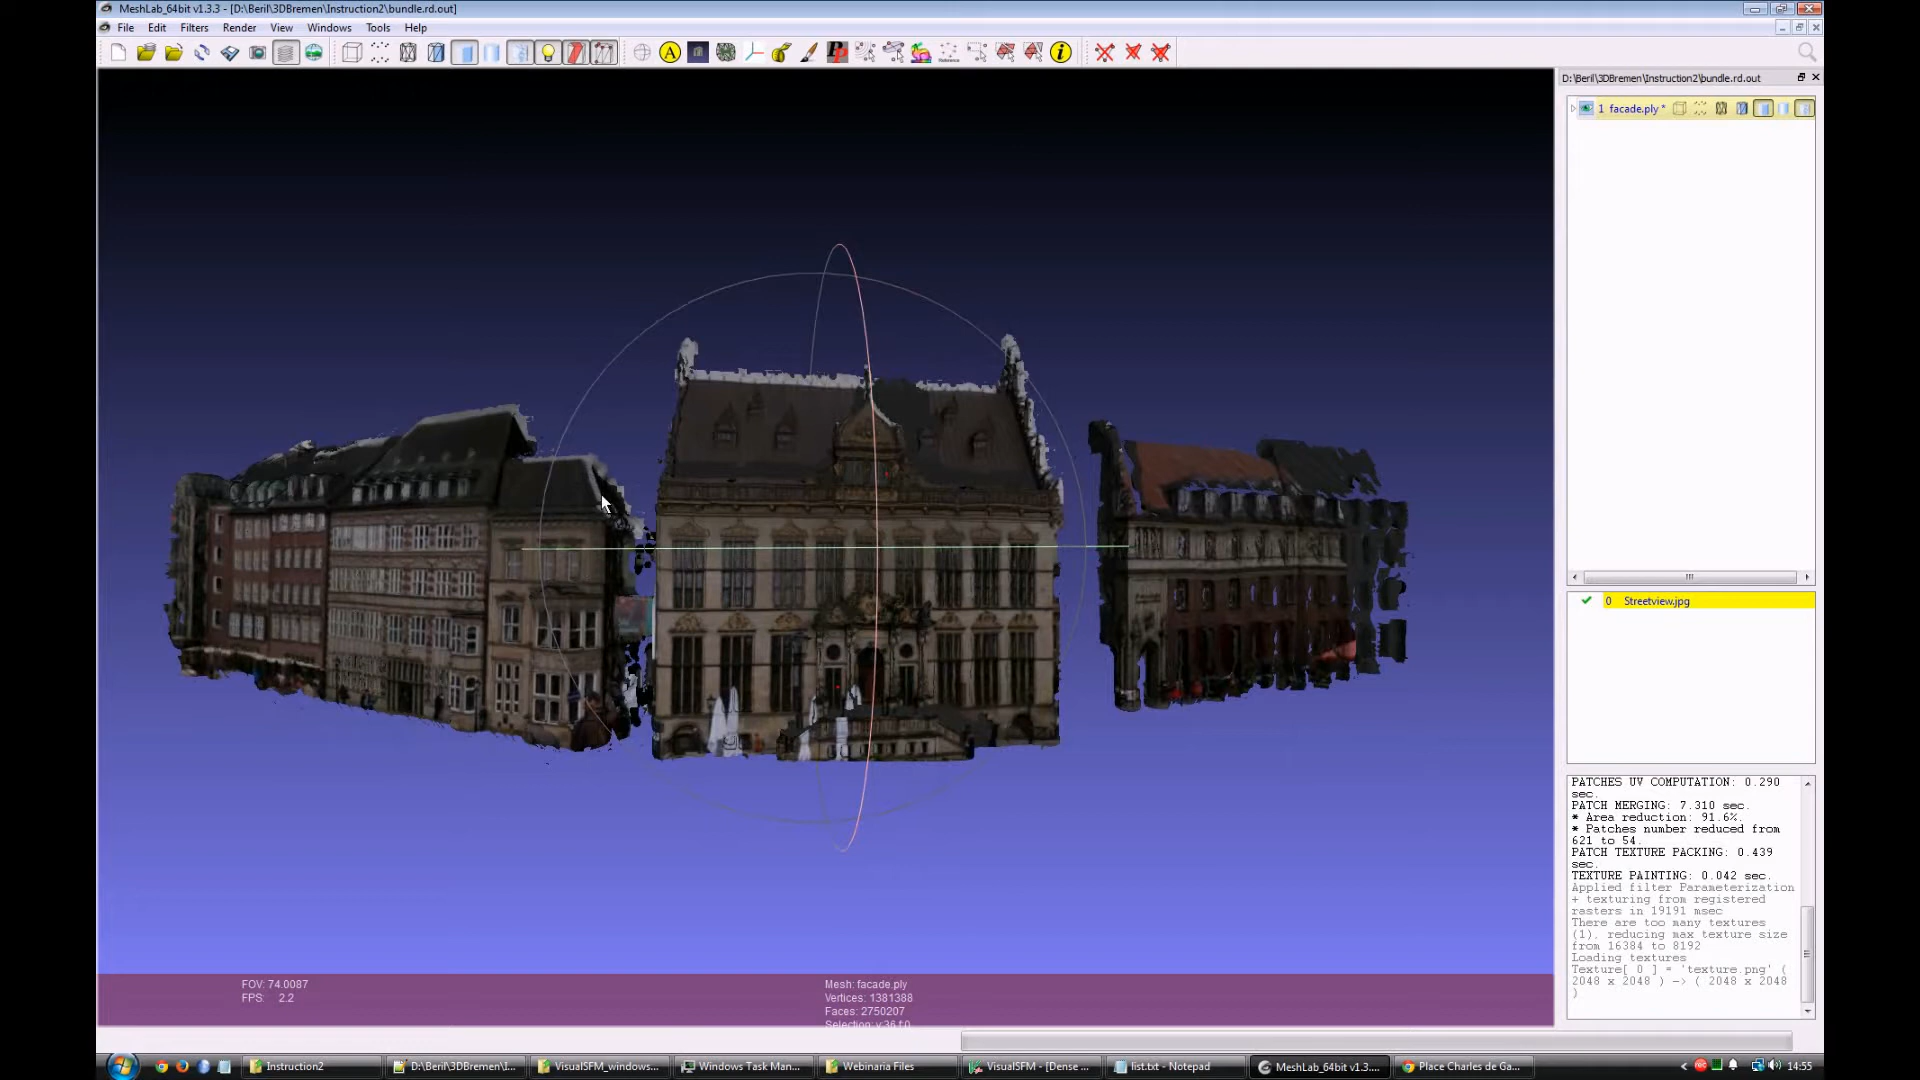 MeshLab_64bit v1.3.3 - [D:\Beril\3DBremen\Instruction2\bundle.rd.out]
File Edit Filters Render View Windows Tools Help
D:\Beril\3DBremen\Instruction2\bundle.rd.out
1 facade.ply *
0 Streetview.jpg
PATCHES UV COMPUTATION: 0.290
sec.
PATCH MERGING: 7.310 sec.
* Area reduction: 91.6%.
* Patches number reduced from
621 to 54.
PATCH TEXTURE PACKING: 0.439
sec.
TEXTURE PAINTING: 0.042 sec.
Applied filter Parameterization
+ texturing from registered
rasters in 19191 msec
There are too many textures
(1), reducing max texture size
from 16384 to 8192
Loading textures
Texture[ 0 ] = 'texture.png' (
2048 x 2048 ) -> ( 2048 x 2048
)
FOV: 74.0087
FPS: 2.2
Mesh: facade.ply
Vertices: 1381388
Faces: 2750207
Selection: v:36 f:0
Instruction2
D:\Beril\3DBremen\I...
VisualSFM_windows...
Windows Task Man...
Webinaria Files
VisualSFM - [Dense ...
list.txt - Notepad
MeshLab_64bit v1.3....
Place Charles de Ga...
14:55